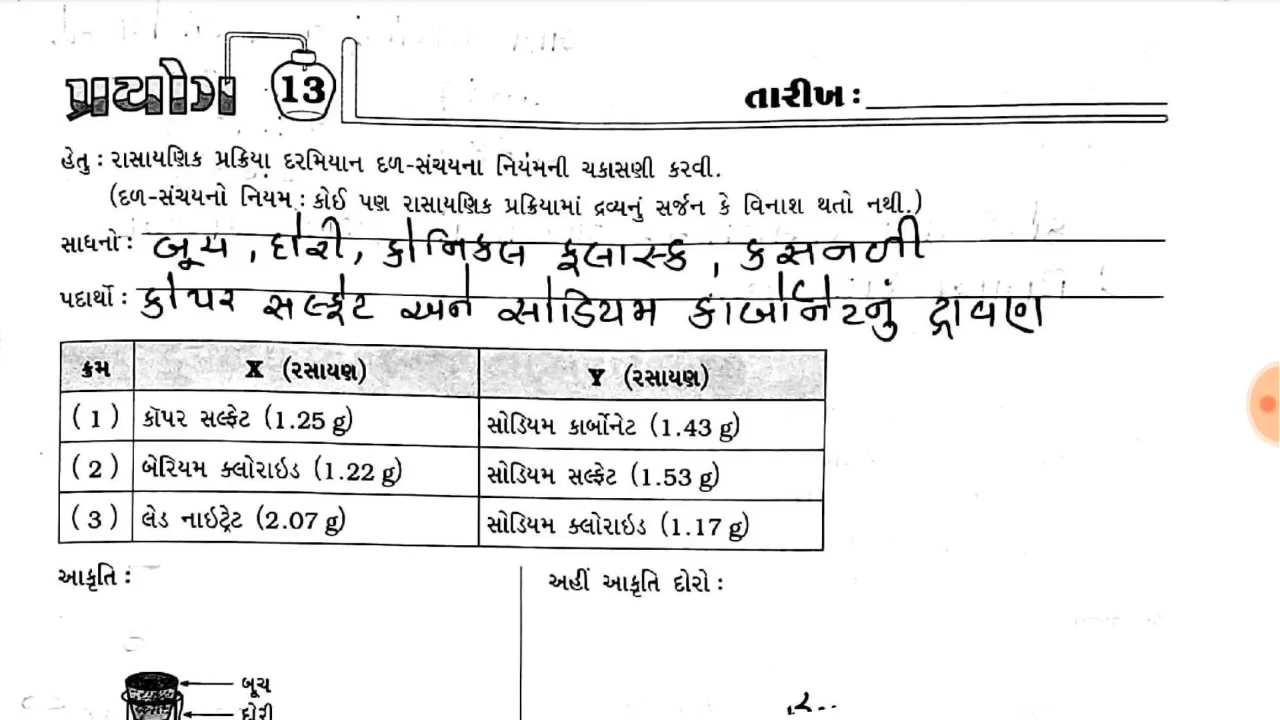 પ્રયોગ 13
તારીખ :
હેતુ : રાસાયણિક પ્રક્રિયા દરમિયાન દળ-સંચયના નિયમની ચકાસણી કરવી.
(દળ-સંચયનો નિયમ : કોઈ પણ રાસાયણિક પ્રક્રિયામાં દ્રવ્યનું સર્જન કે વિનાશ થતો નથી.)
સાધનો : બૂચ, દોરી, કોનિકલ ફ્લાસ્ક, કસનળી
પદાર્થો : કોપર સલ્ફેટ અને સોડિયમ કાર્બોનેટનું દ્રાવણ
ક્રમ X (રસાયણ) Y (રસાયણ)
(1) કૉપર સલ્ફેટ (1.25 g) સોડિયમ કાર્બોનેટ (1.43 g)
(2) બેરિયમ ક્લોરાઇડ (1.22 g) સોડિયમ સલ્ફેટ (1.53 g)
(3) લેડ નાઇટ્રેટ (2.07 g) સોડિયમ ક્લોરાઇડ (1.17 g)
આકૃતિ : અહીં આકૃતિ દોરો :
બૂચ
દોરી